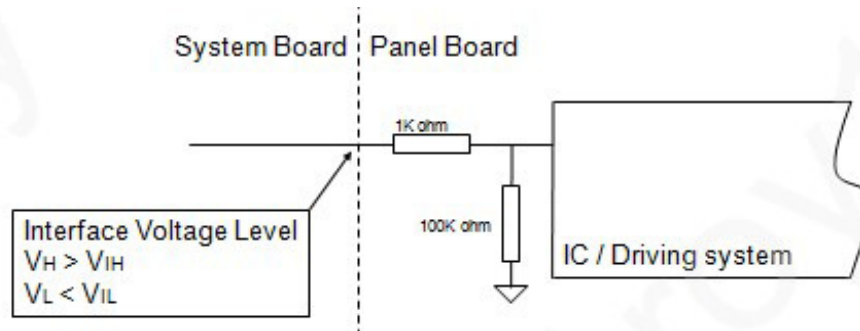 System Board
Panel Board
1K ohm
100K ohm
IC / Driving system
Interface Voltage Level
VH > VIH
VL < VIL